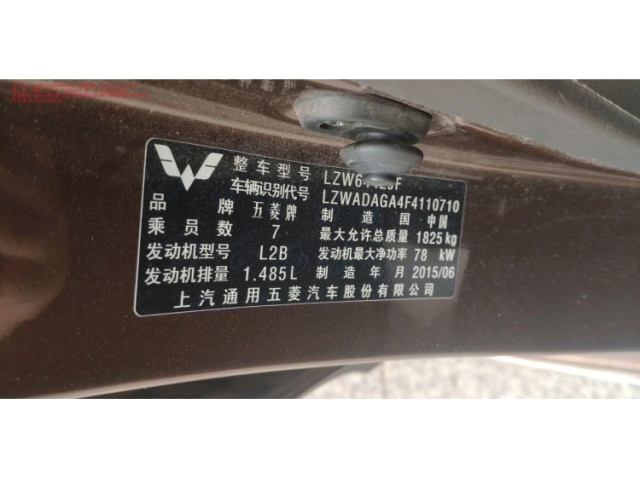 整车型号
车辆识别代号 LZWADAGA4F4110710
品牌 五菱牌 制造国 中国
乘员数 7 最大允许总质量 1825 kg
发动机型号 L2B 发动机最大净功率 78 kW
发动机排量 1.485L 制造年月 2015/06
上汽通用五菱汽车股份有限公司